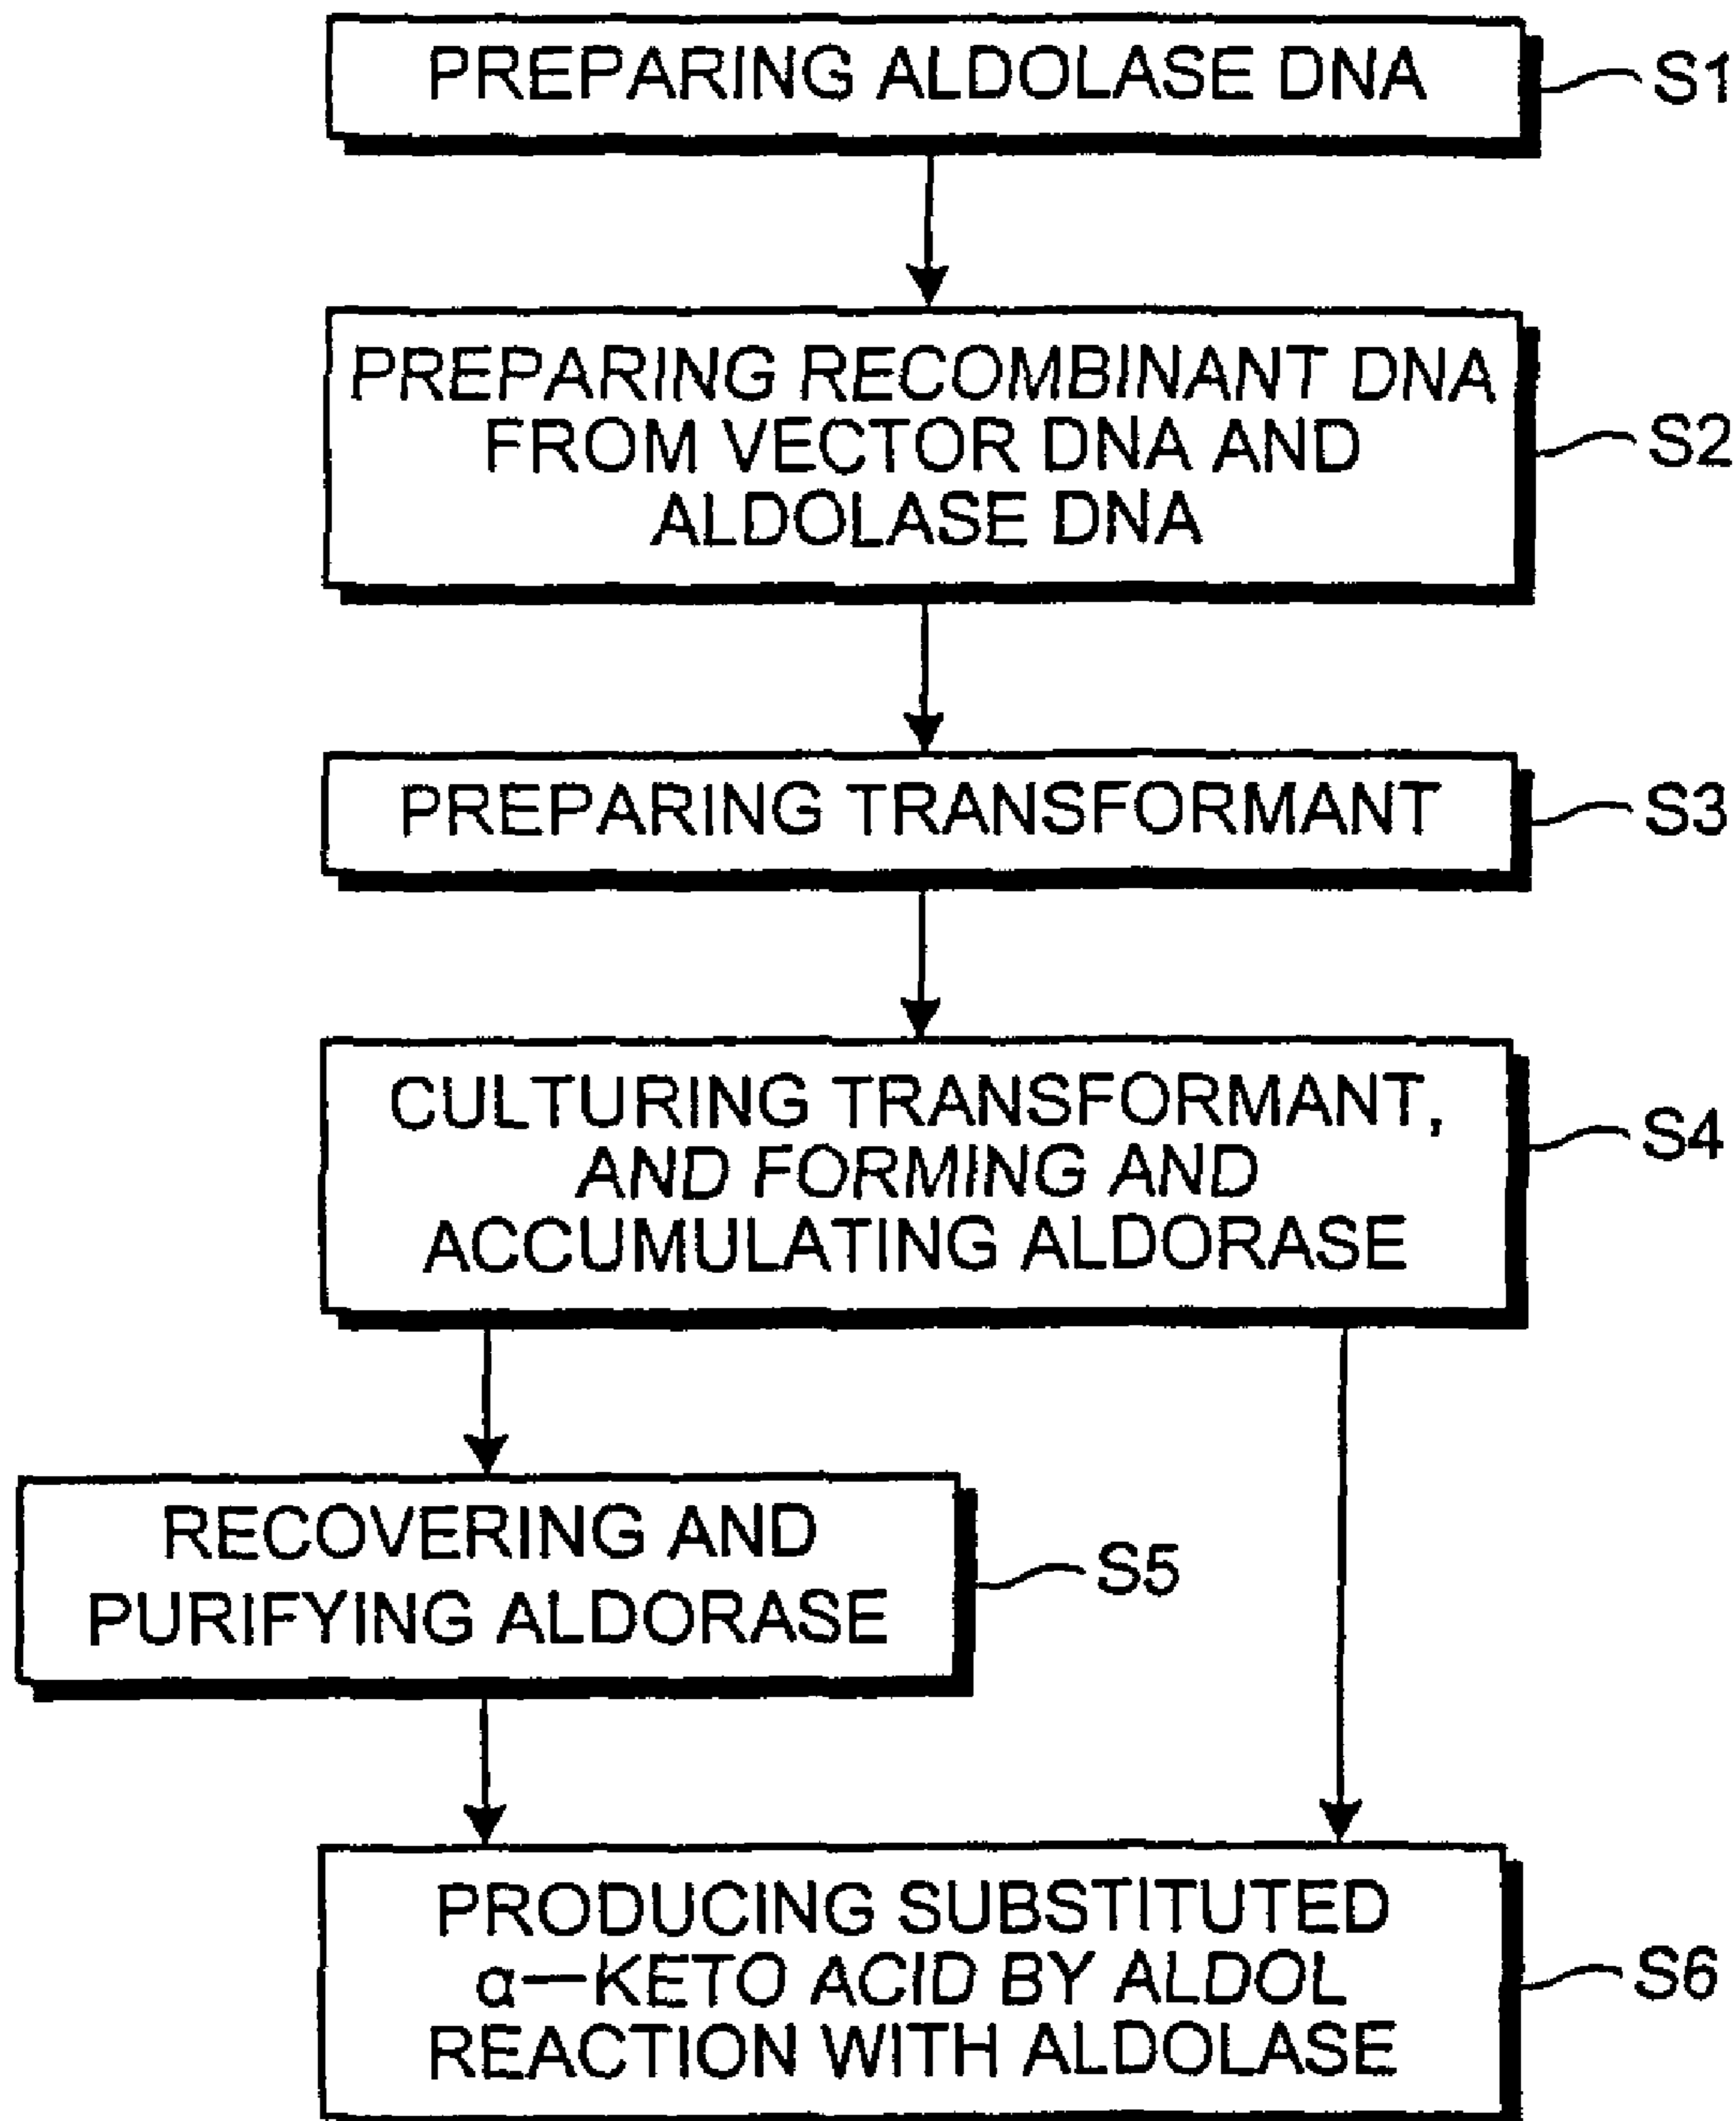 PREPARING ALDOLASE DNA
S1
PREPARING RECOMBINANT DNA
FROM VECTOR DNA AND
ALDOLASE DNA
S2
PREPARING TRANSFORMANT
S3
CULTURING TRANSFORMANT,
AND FORMING AND
ACCUMULATING ALDORASE
S4
RECOVERING AND
PURIFYING ALDORASE
S5
PRODUCING SUBSTITUTED
α—KETO ACID BY ALDOL
REACTION WITH ALDOLASE
S6